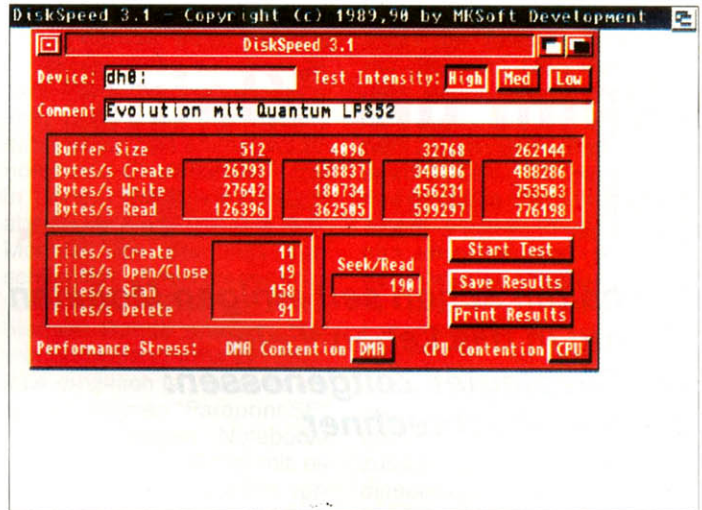 DiskSpeed 3.1 - Copyright (c) 1989,90 by MKSoft Development
DiskSpeed 3.1
Device: dh0: Test Intensity: High Med Low
Comment Evolution mit Quantum LPS52
Buffer Size 512 4096 32768 262144
Bytes/s Create 26793 158837 340006 488286
Bytes/s Write 27642 180734 456231 753503
Bytes/s Read 126396 362505 599297 776198
Files/s Create 11
Files/s Open/Close 19
Files/s Scan 158
Files/s Delete 91
Seek/Read
190
Start Test
Save Results
Print Results
Performance Stress: DMA Contention DMA CPU Contention CPU